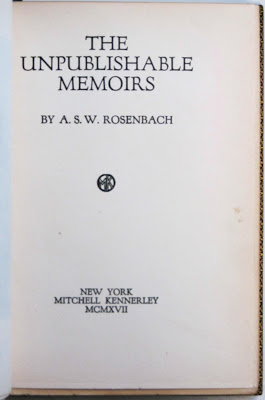 THE
UNPUBLISHABLE
MEMOIRS
BY A. S. W. ROSENBACH
NEW YORK
MITCHELL KENNERLEY
MCMXVII